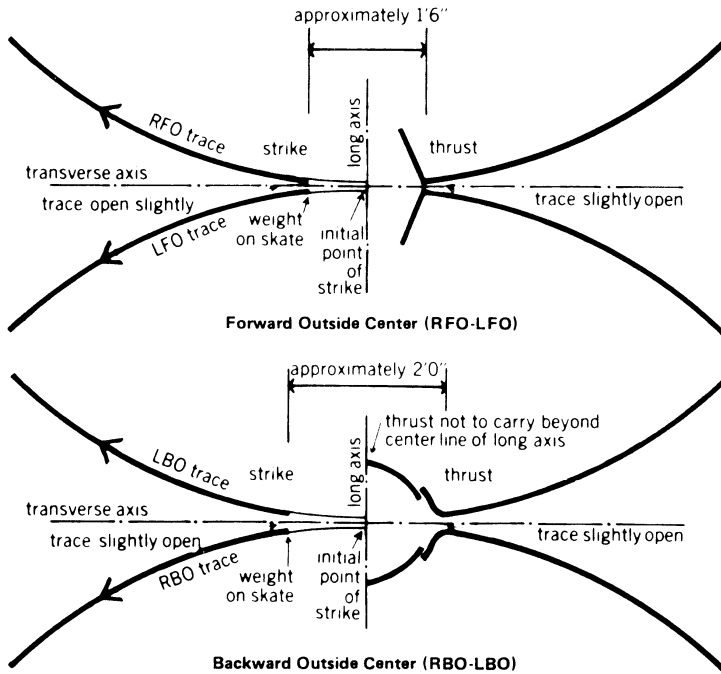 approximately 1'6"
RFO trace
strike
long axis
thrust
transverse axis
trace open slightly
trace slightly open
LFO trace
weight
on skate
initial
point
of
strike
Forward Outside Center (RFO-LFO)
approximately 2'0"
thrust not to carry beyond
center line of long axis
LBO trace
strike
long axis
thrust
transverse axis
trace slightly open
trace slightly open
RBO trace
weight
on skate
initial
point
of
strike
Backward Outside Center (RBO-LBO)